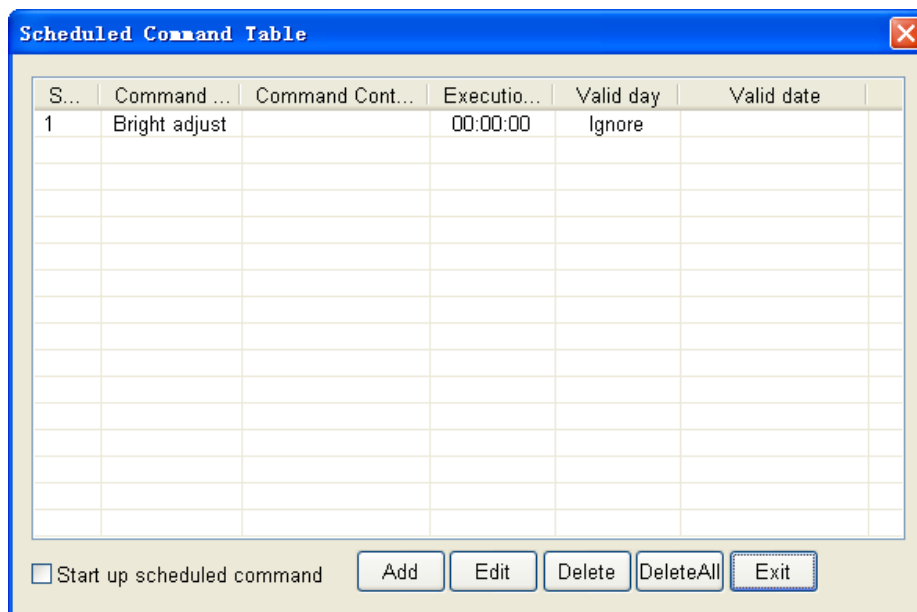 Scheduled Command Table
S... Command ... Command Cont... Executio... Valid day Valid date
1 Bright adjust 00:00:00 Ignore
Start up scheduled command Add Edit Delete DeleteAll Exit